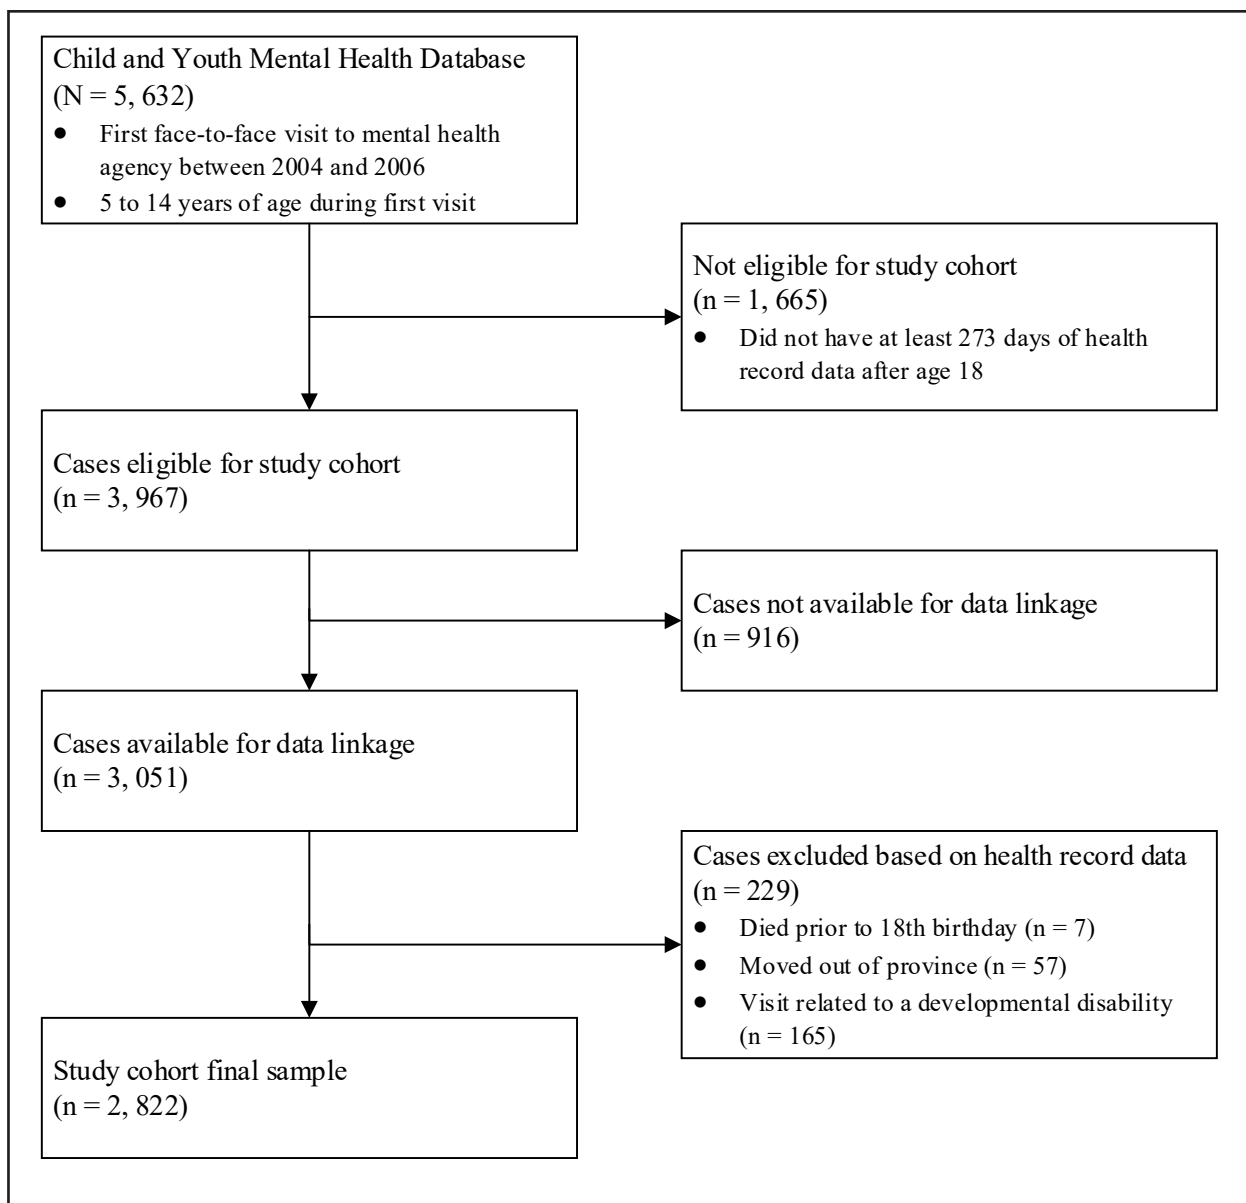 Child and Youth Mental Health Database
(N = 5, 632)
● First face-to-face visit to mental health
agency between 2004 and 2006
● 5 to 14 years of age during first visit
Not eligible for study cohort
(n = 1, 665)
● Did not have at least 273 days of health
record data after age 18
Cases eligible for study cohort
(n = 3, 967)
Cases not available for data linkage
(n = 916)
Cases available for data linkage
(n = 3, 051)
Cases excluded based on health record data
(n = 229)
● Died prior to 18th birthday (n = 7)
● Moved out of province (n = 57)
● Visit related to a developmental disability
(n = 165)
Study cohort final sample
(n = 2, 822)